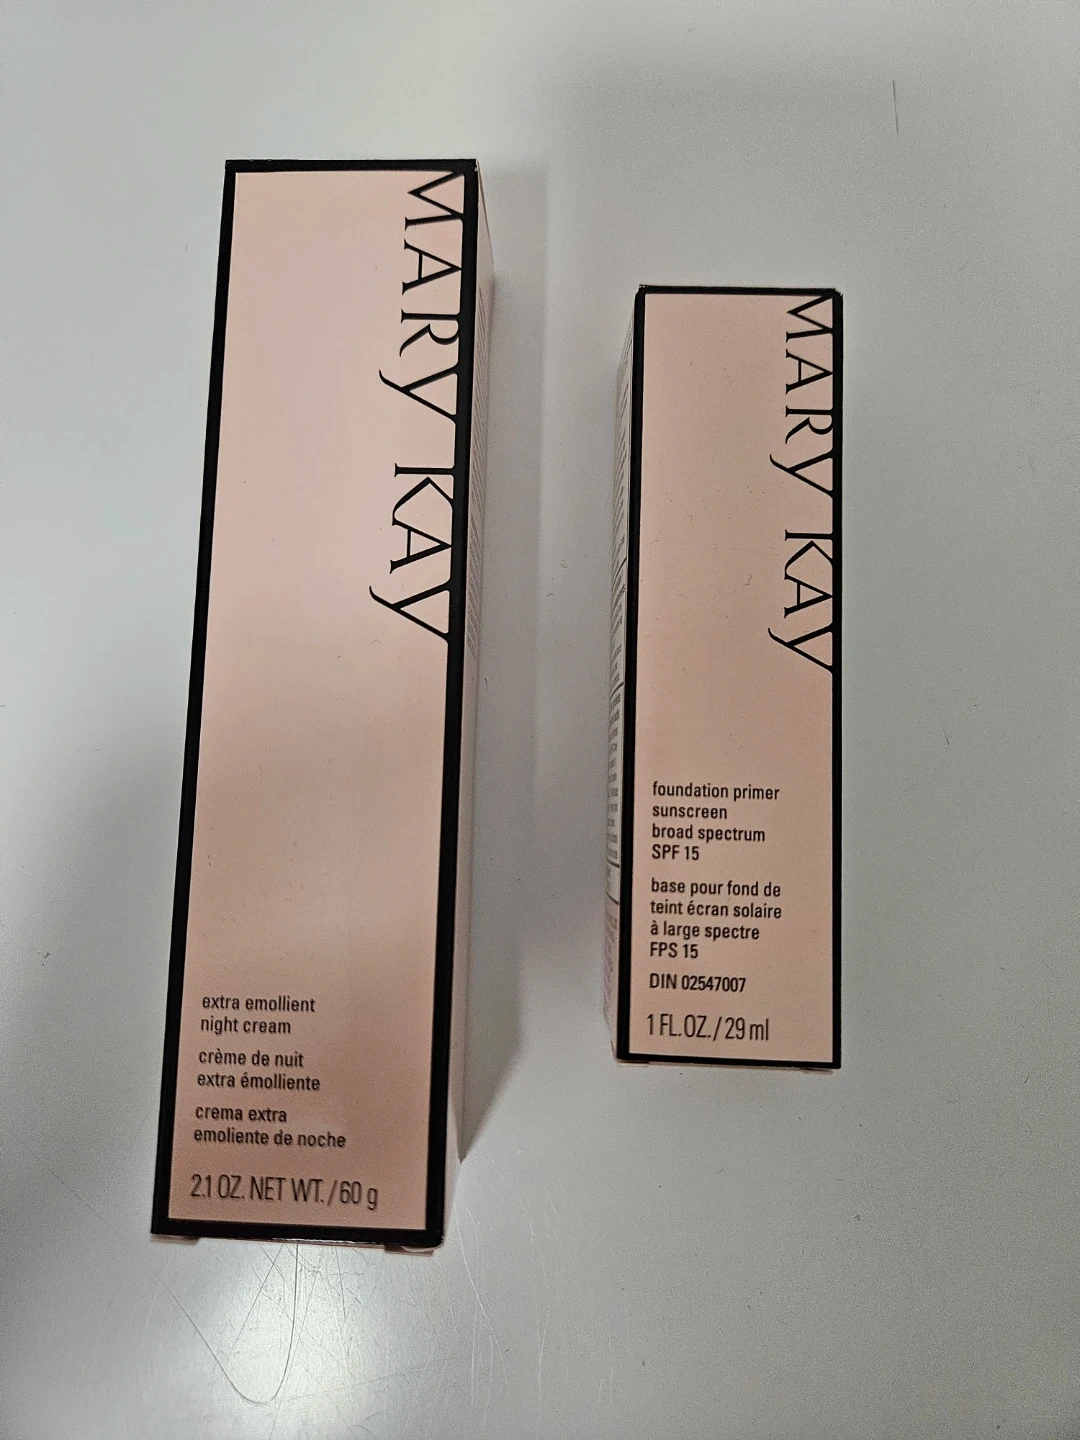 MARY KAY
extra emollient
night cream
crème de nuit
extra émolliente
crema extra
emoliente de noche
2.1 OZ. NET WT. / 60 g
MARY KAY
foundation primer
sunscreen
broad spectrum
SPF 15
base pour fond de
teint écran solaire
à large spectre
FPS 15
DIN 02547007
1 FL.OZ. / 29 ml